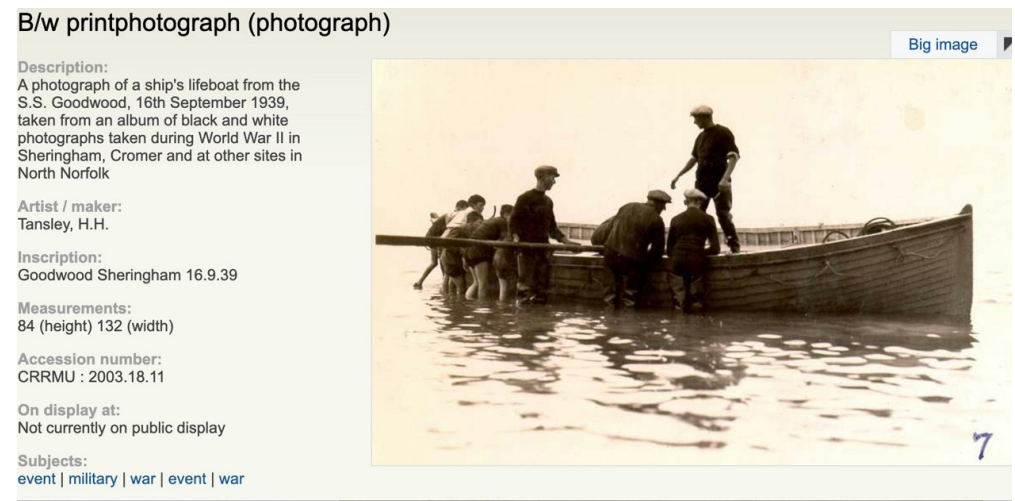 B/w printphotograph (photograph)
Big image
Description:
A photograph of a ship's lifeboat from the
S.S. Goodwood, 16th September 1939,
taken from an album of black and white
photographs taken during World War II in
Sheringham, Cromer and at other sites in
North Norfolk
Artist / maker:
Tansley, H.H.
Inscription:
Goodwood Sheringham 16.9.39
Measurements:
84 (height) 132 (width)
Accession number:
CRRMU : 2003.18.11
On display at:
Not currently on public display
Subjects:
event | military | war | event | war
7